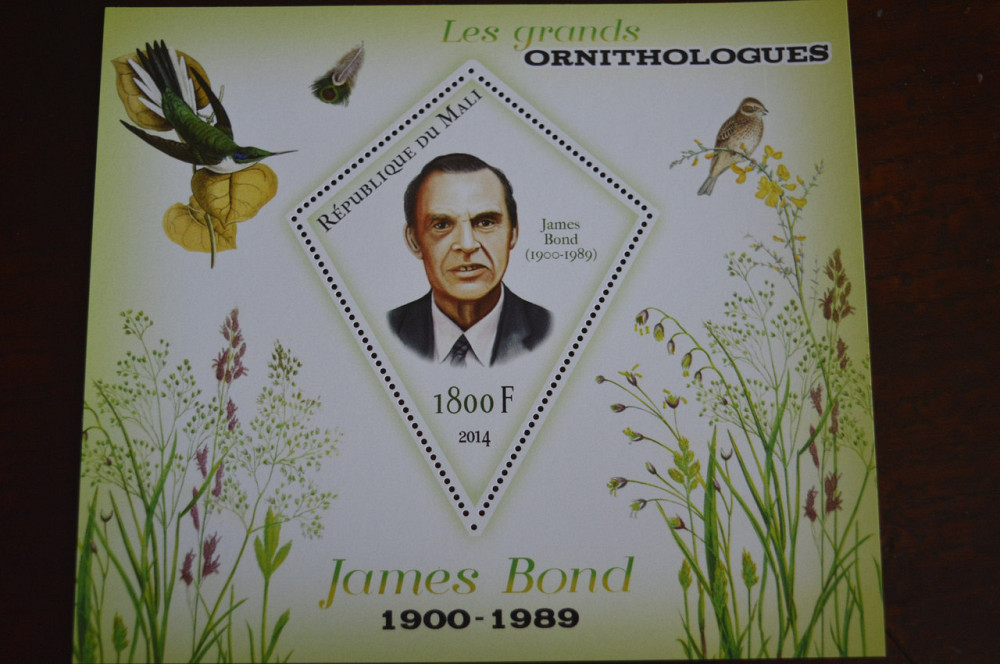 Les grands
ORNITHOLOGUES
RÉPUBLIQUE DU MALI
James
Bond
(1900-1989)
1800 F
2014
James Bond
1900-1989